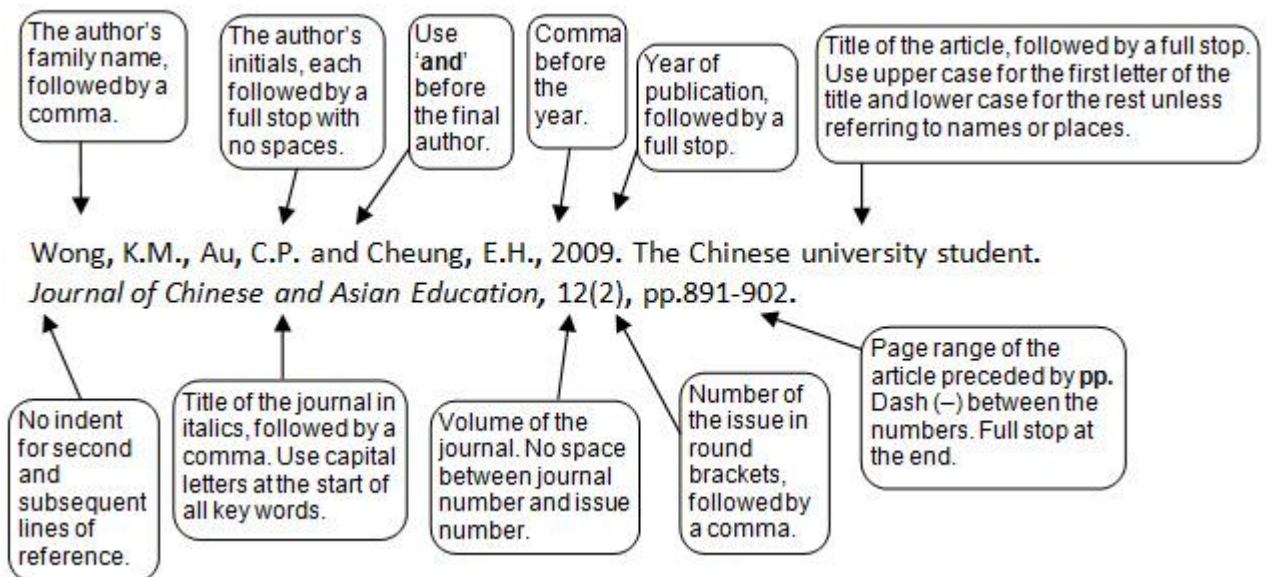 The author's
family name,
followed by a
comma.
The author's
initials, each
followed by a
full stop with
no spaces.
Use
‘and’
before
the final
author.
Comma
before
the
year.
Year of
publication,
followed by a
full stop.
Title of the article, followed by a full stop.
Use upper case for the first letter of the
title and lower case for the rest unless
referring to names or places.
Wong, K.M., Au, C.P. and Cheung, E.H., 2009. The Chinese university student.
Journal of Chinese and Asian Education, 12(2), pp.891-902.
No indent
for second
and
subsequent
lines of
reference.
Title of the journal in
italics, followed by a
comma. Use capital
letters at the start of
all key words.
Volume of the
journal. No space
between journal
number and issue
number.
Number of
the issue in
round
brackets,
followed by
a comma.
Page range of the
article preceded by pp.
Dash (–) between the
numbers. Full stop at
the end.